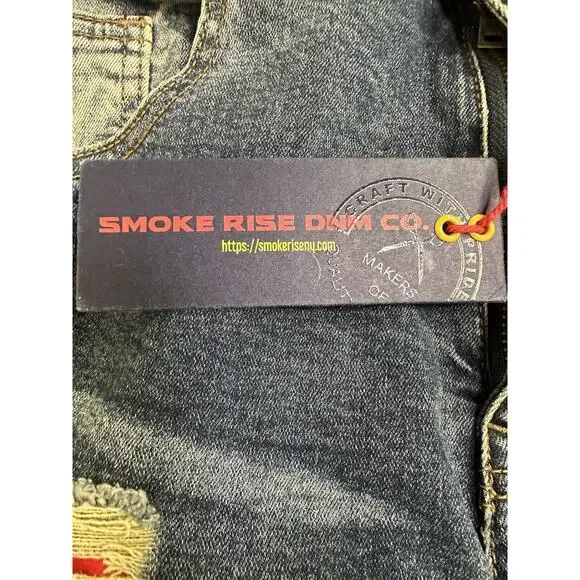 SMOKE RISE DNM CO.
https://smokeriseny.com
CRAFT WITH PRIDE
MAKERS
OF